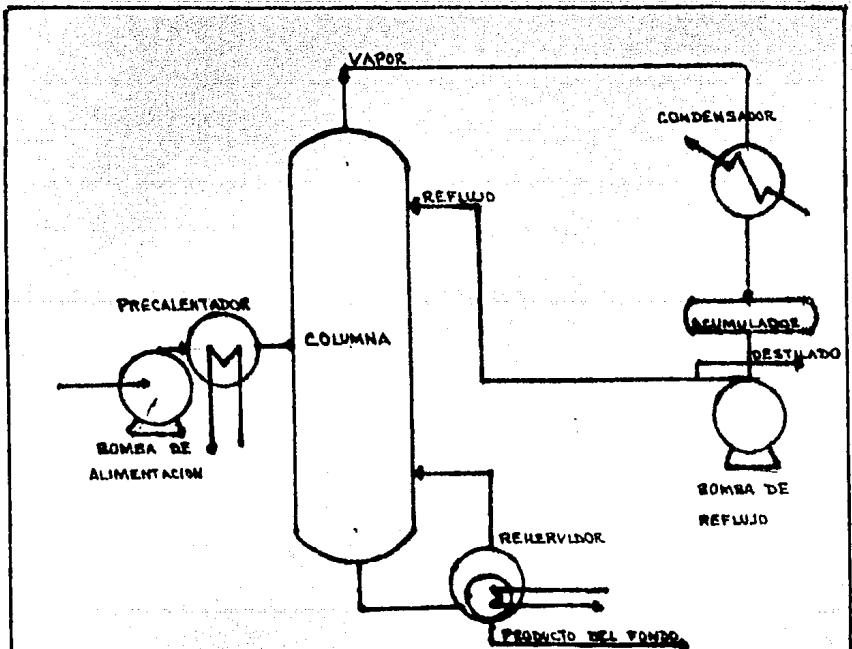 VAPOR
CONDENSADOR
REFLUJO
PRECALENTADOR
ACUMULADOR
COLUMNA
DESTILADO
BOMBA DE
ALIMENTACION
BOMBA DE
REFLUJO
REHERVIDOR
PRODUCTO DEL FONDO